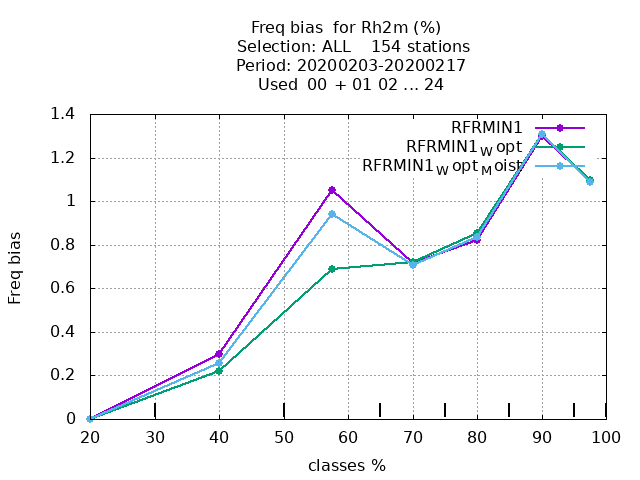 Freq bias for Rh2m (%)
Selection: ALL 154 stations
Period: 20200203-20200217
Used 00 + 01 02 ... 24
RFRMIN1
RFRMIN1_W opt
RFRMIN1_W opt_M oist
Freq bias
1.4
1.2
1
0.8
0.6
0.4
0.2
0
20 30 40 50 60 70 80 90 100
classes %